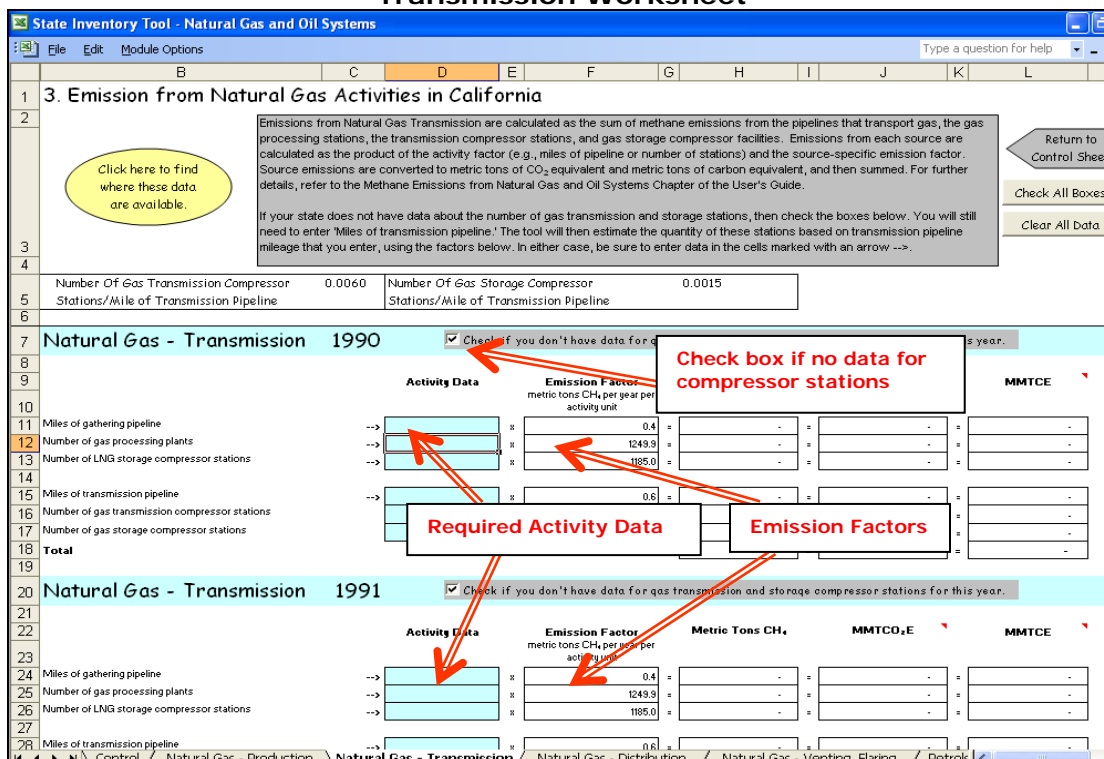 Transmission Worksheet
State Inventory Tool - Natural Gas and Oil Systems
File Edit Module Options Type a question for help
B C D E F G H I J K L
1 3. Emission from Natural Gas Activities in California
2 Emissions from Natural Gas Transmission are calculated as the sum of methane emissions from the pipelines that transport gas, the gas
processing stations, the transmission compressor stations, and gas storage compressor facilities. Emissions from each source are
calculated as the product of the activity factor (e.g., miles of pipeline or number of stations) and the source-specific emission factor.
Source emissions are converted to metric tons of CO₂ equivalent and metric tons of carbon equivalent, and then summed. For further
details, refer to the Methane Emissions from Natural Gas and Oil Systems Chapter of the User's Guide.
If your state does not have data about the number of gas transmission and storage stations, then check the boxes below. You will still
need to enter 'Miles of transmission pipeline.' The tool will then estimate the quantity of these stations based on transmission pipeline
mileage that you enter, using the factors below. In either case, be sure to enter data in the cells marked with an arrow -->.
Click here to find
where these data
are available.
Return to
Control Shee
Check All Boxes
Clear All Data
3
4
Number Of Gas Transmission Compressor 0.0060 Number Of Gas Storage Compressor 0.0015
5 Stations/Mile of Transmission Pipeline Stations/Mile of Transmission Pipeline
6
7 Natural Gas - Transmission 1990 Check if you don't have data for g s year.
Check box if no data for
compressor stations
8
9 Activity Data Emission Factor MMTCE
metric tons CH₄ per year per
10 activity unit
11 Miles of gathering pipeline --> x 0.4 = - = - = -
12 Number of gas processing plants --> x 1249.9 = - = - = -
13 Number of LNG storage compressor stations --> x 1185.0 = - = - = -
14
15 Miles of transmission pipeline --> x 0.6 = - = - = -
16 Number of gas transmission compressor stations = -
17 Number of gas storage compressor stations = -
18 Total = -
Required Activity Data Emission Factors
19
20 Natural Gas - Transmission 1991 Check if you don't have data for gas transmission and storage compressor stations for this year.
21
22 Activity Data Emission Factor Metric Tons CH₄ MMTCO₂E MMTCE
metric tons CH₄ per year per
23 activity unit
24 Miles of gathering pipeline --> x 0.4 = - = - = -
25 Number of gas processing plants --> x 1249.9 = - = - = -
26 Number of LNG storage compressor stations --> x 1185.0 = - = - = -
27
28 Miles of transmission pipeline --> x 0.6 = - = - = -
Control Natural Gas - Production Natural Gas - Transmission Natural Gas - Distribution Natural Gas - Venting, Flaring Petrole